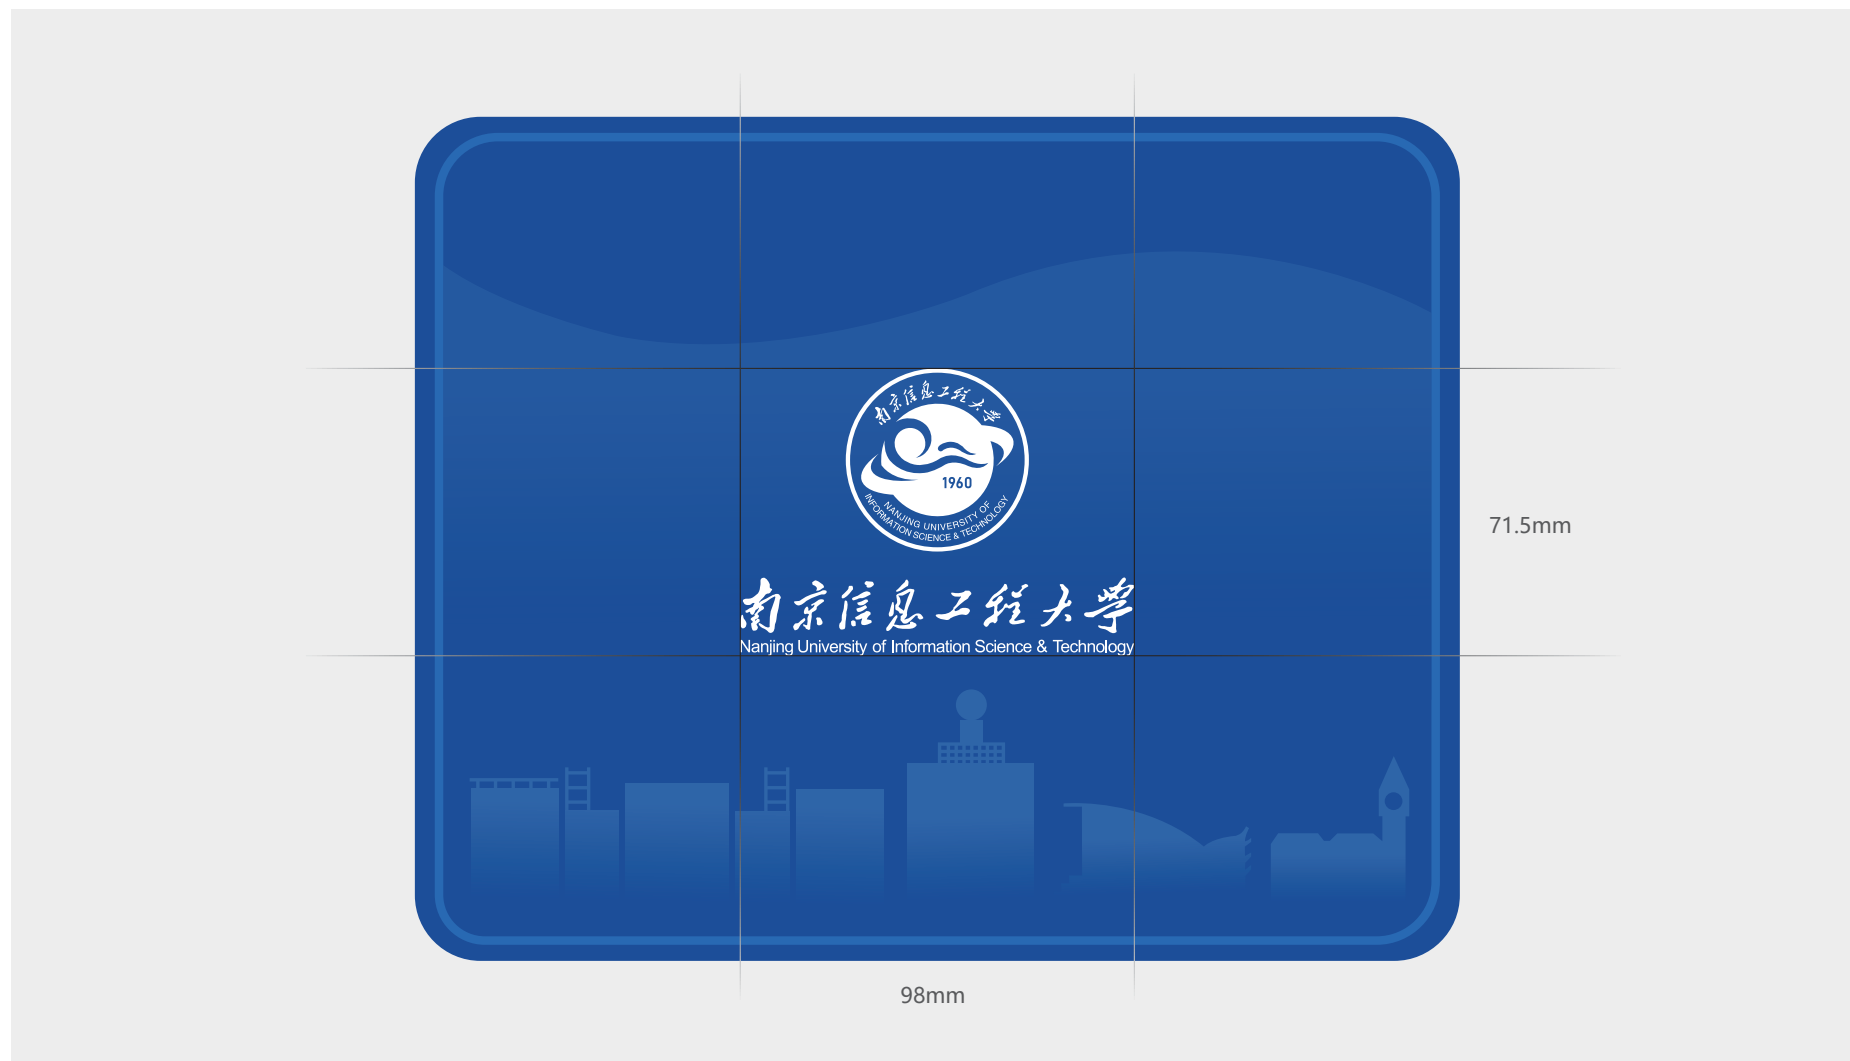 南京信息工程大学
1960
NANJING UNIVERSITY OF
INFORMATION SCIENCE & TECHNOLOGY
71.5mm
南京信息工程大學
Nanjing University of Information Science & Technology
98mm